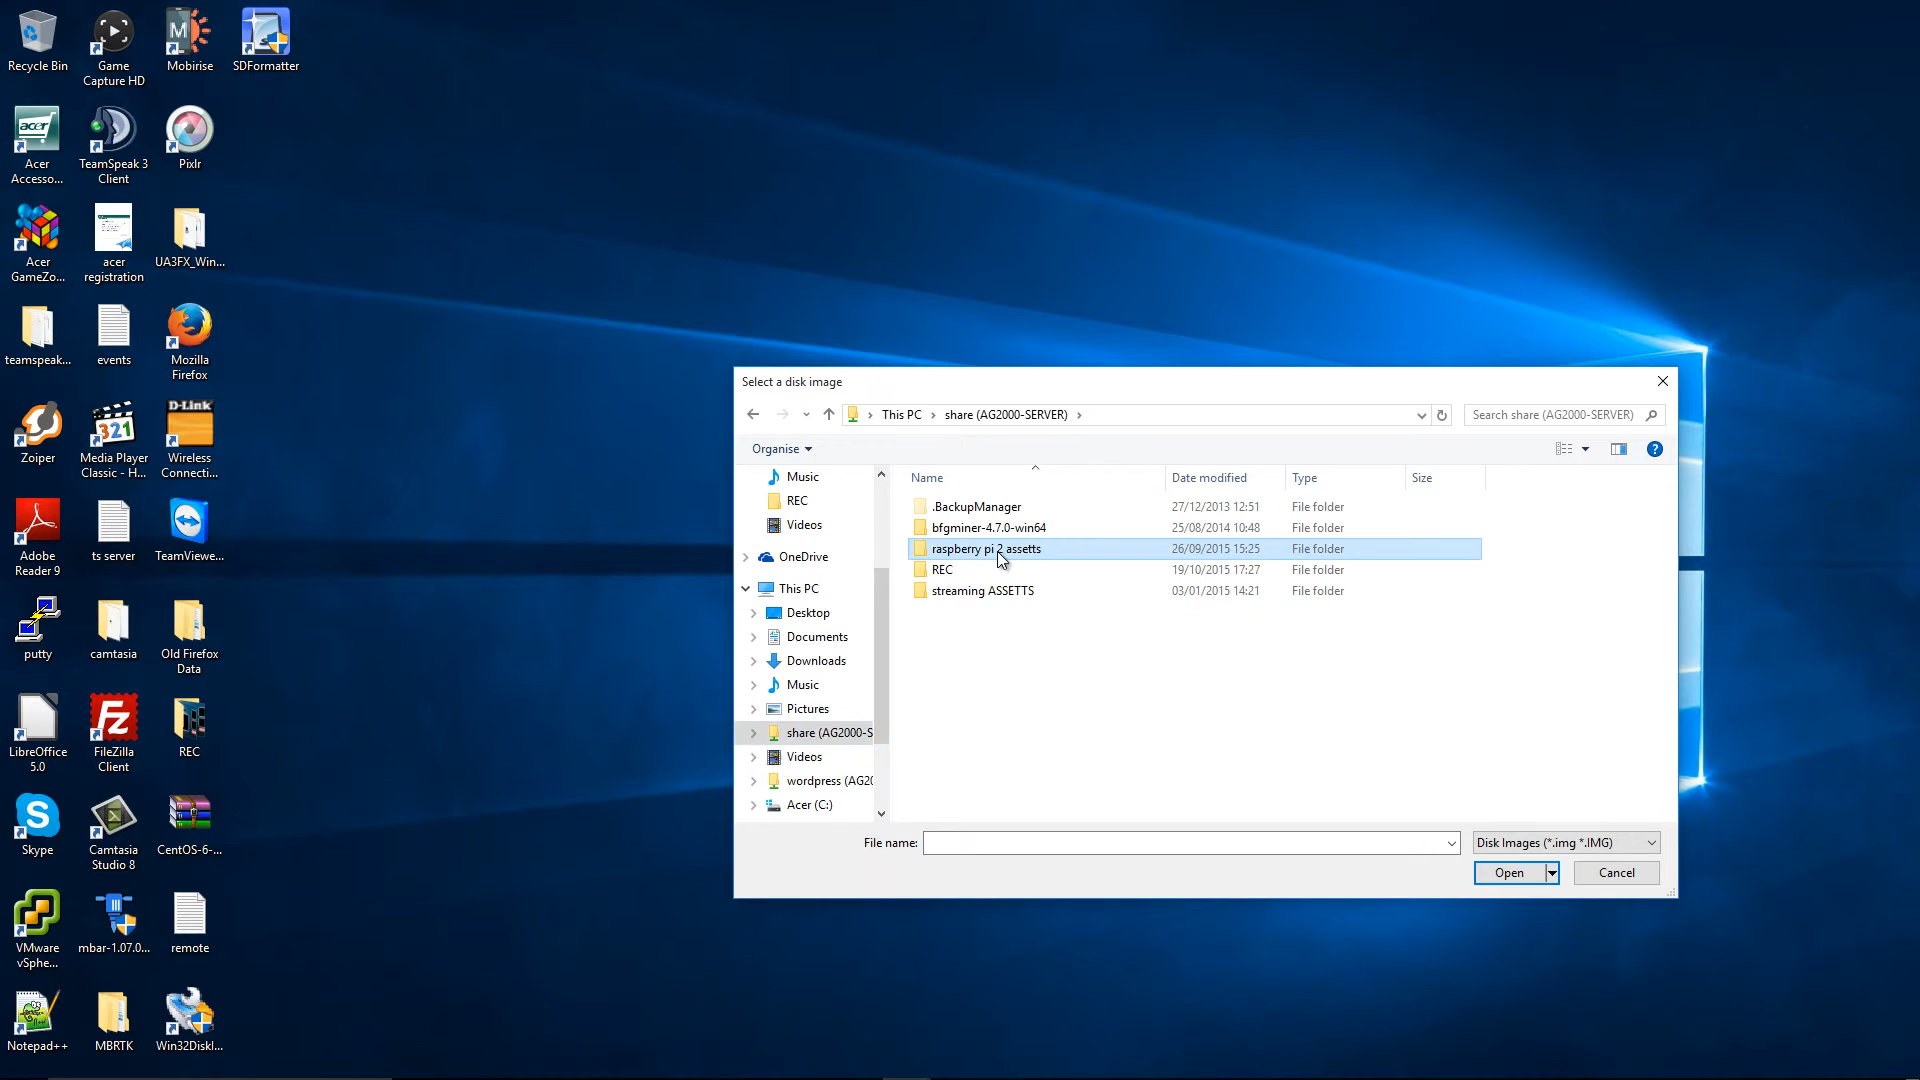 Recycle Bin
Game
Capture HD
Mobirise
SDFormatter
Acer
Accesso...
TeamSpeak 3
Client
Pixlr
Acer
GameZo...
acer
registration
UA3FX_Win...
teamspeak...
events
Mozilla
Firefox
Zoiper
Media Player
Classic - H...
D-Link
Wireless
Connecti...
Adobe
Reader 9
ts server
TeamViewe...
putty
camtasia
Old Firefox
Data
LibreOffice
5.0
FileZilla
Client
REC
Skype
Camtasia
Studio 8
CentOS-6-...
VMware
vSphe...
mbar-1.07.0...
remote
Notepad++
MBRTK
Win32DiskI...
Select a disk image
This PC
share (AG2000-SERVER)
Search share (AG2000-SERVER)
Organise
Music
REC
Videos
OneDrive
This PC
Desktop
Documents
Downloads
Music
Pictures
share (AG2000-S
Videos
wordpress (AG20
Acer (C:)
Name Date modified Type Size
.BackupManager 27/12/2013 12:51 File folder
bfgminer-4.7.0-win64 25/08/2014 10:48 File folder
raspberry pi 2 assetts 26/09/2015 15:25 File folder
REC 19/10/2015 17:27 File folder
streaming ASSETTS 03/01/2015 14:21 File folder
File name:
Disk Images (*.img *.IMG)
Open
Cancel